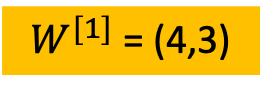 W[1] = (4,3)